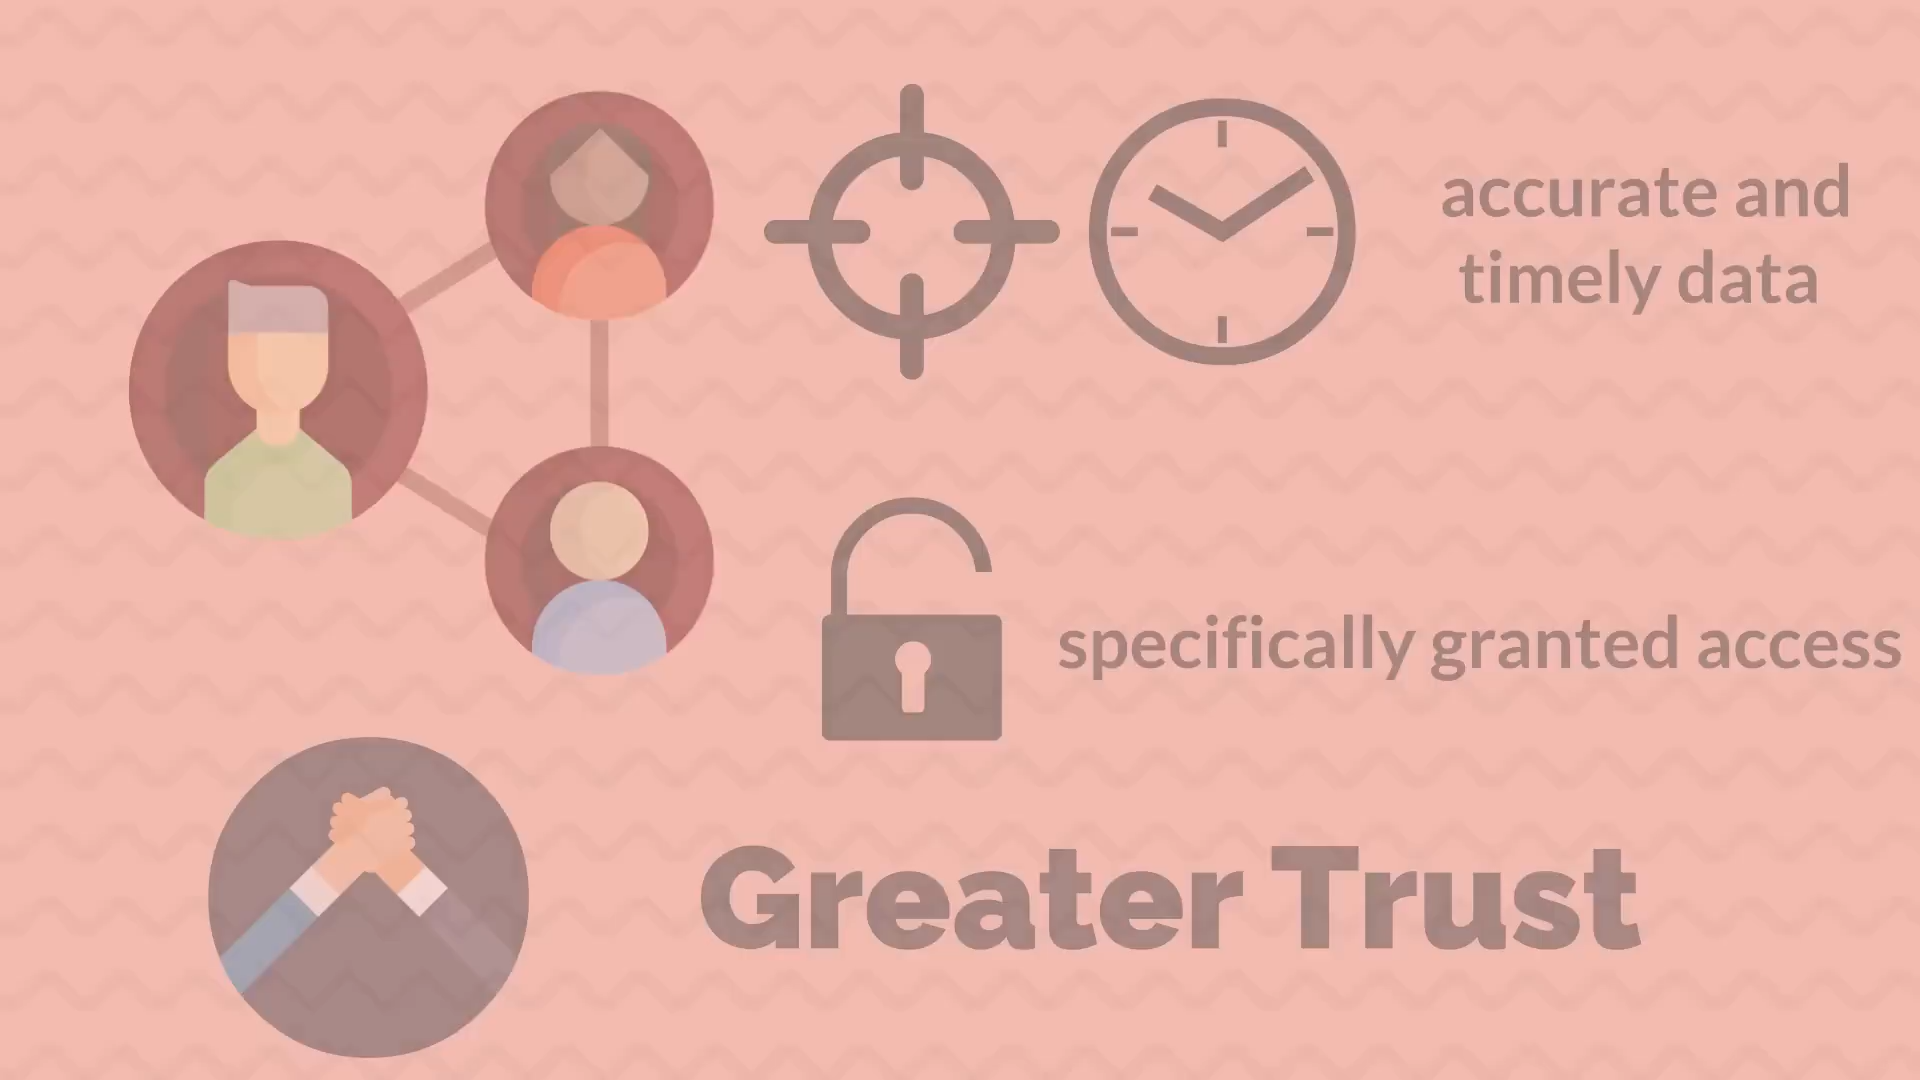 accurate and
timely data
specifically granted access
Greater Trust